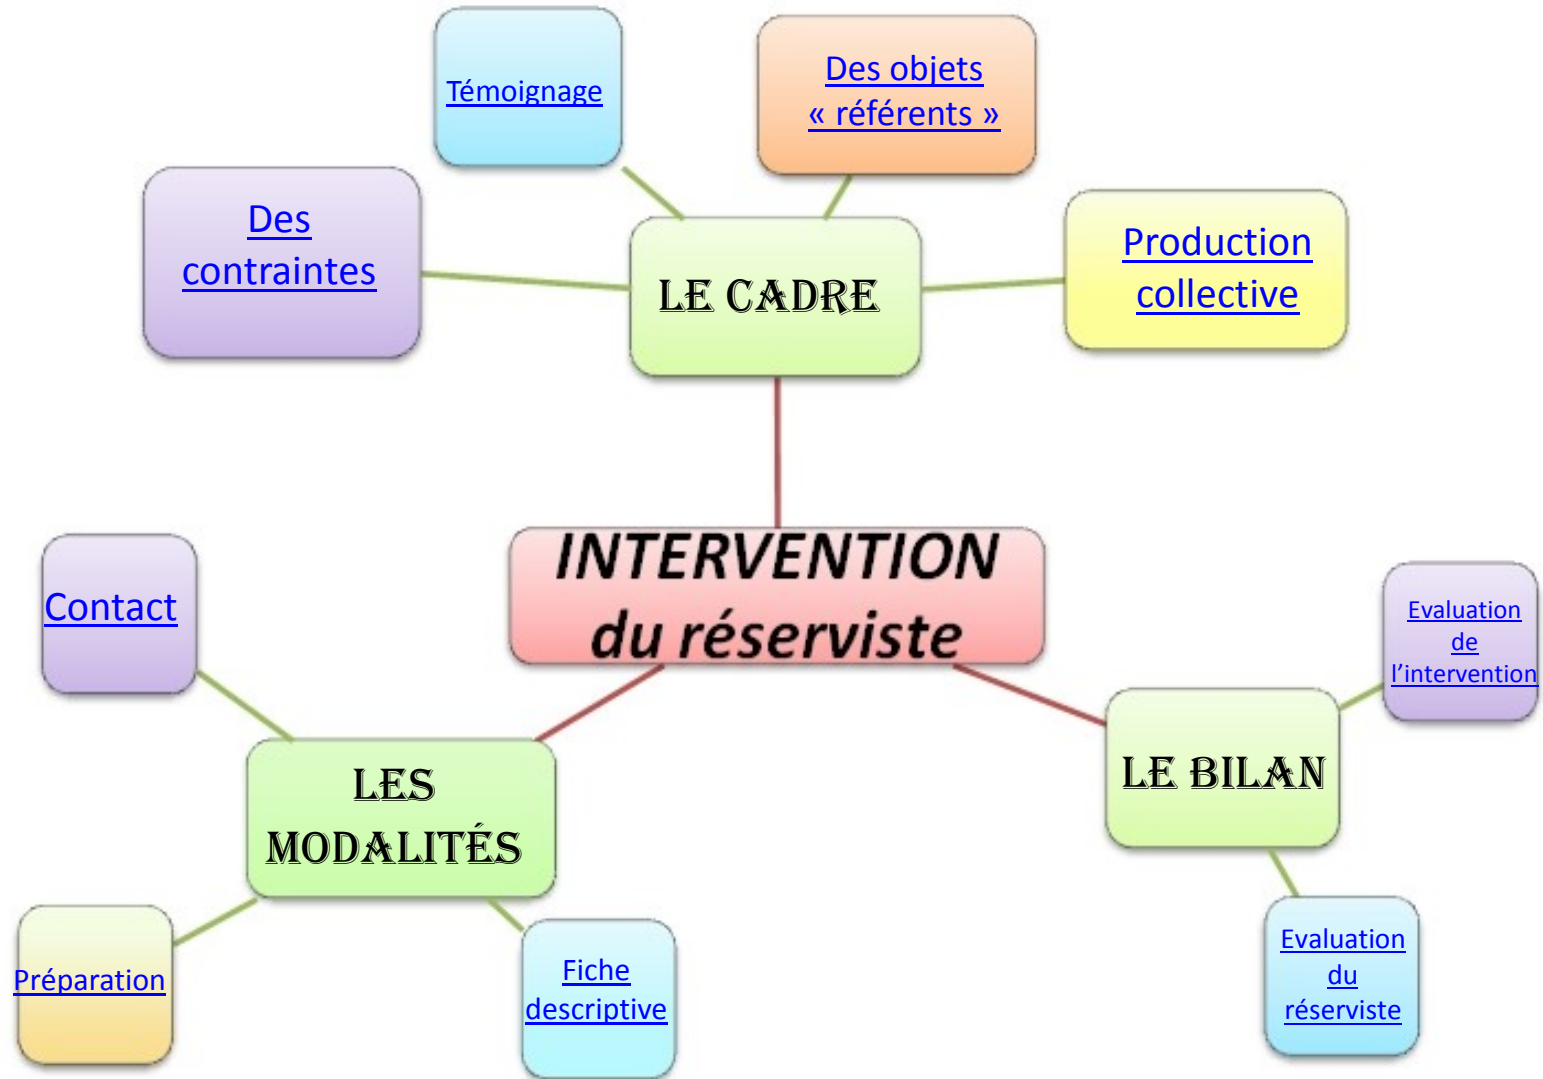 Témoignage
Des objets
« référents »
Des
contraintes
Production
collective
LE CADRE
INTERVENTION
du réserviste
Contact
Evaluation
de
l’intervention
LES
MODALITÉS
LE BILAN
Préparation
Fiche
descriptive
Evaluation
du
réserviste